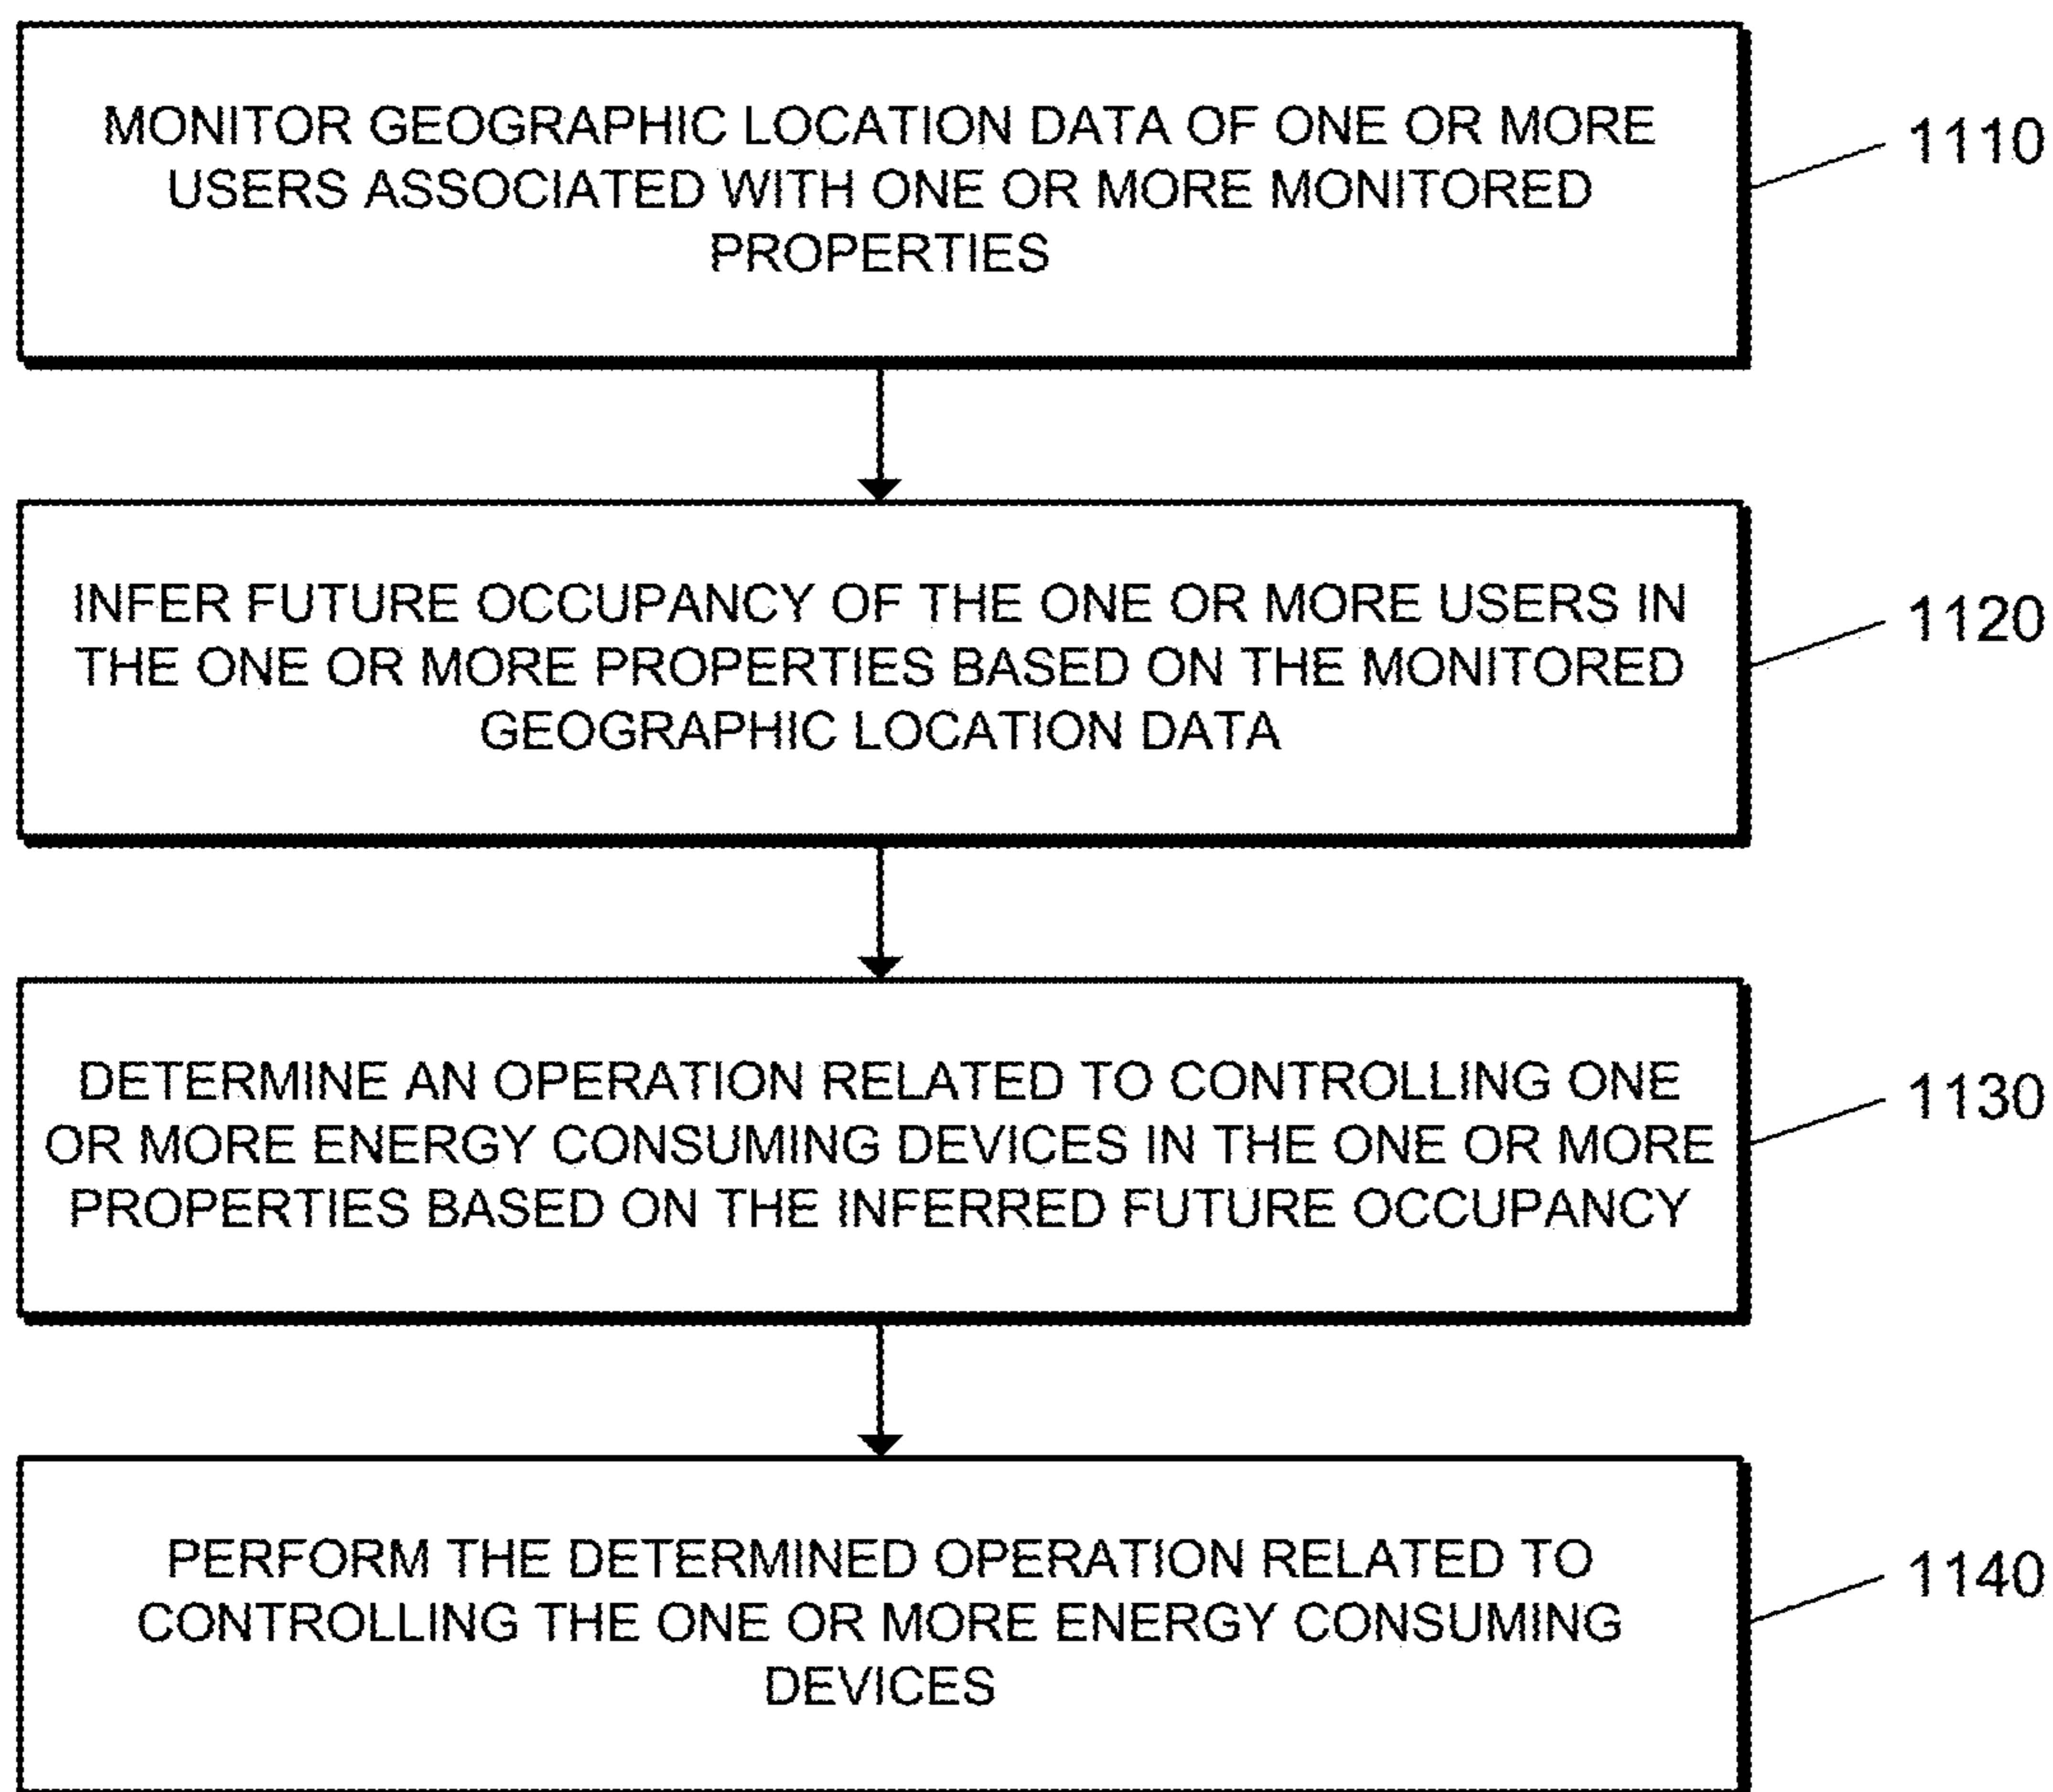 MONITOR GEOGRAPHIC LOCATION DATA OF ONE OR MORE
USERS ASSOCIATED WITH ONE OR MORE MONITORED
PROPERTIES
1110
INFER FUTURE OCCUPANCY OF THE ONE OR MORE USERS IN
THE ONE OR MORE PROPERTIES BASED ON THE MONITORED
GEOGRAPHIC LOCATION DATA
1120
DETERMINE AN OPERATION RELATED TO CONTROLLING ONE
OR MORE ENERGY CONSUMING DEVICES IN THE ONE OR MORE
PROPERTIES BASED ON THE INFERRED FUTURE OCCUPANCY
1130
PERFORM THE DETERMINED OPERATION RELATED TO
CONTROLLING THE ONE OR MORE ENERGY CONSUMING
DEVICES
1140